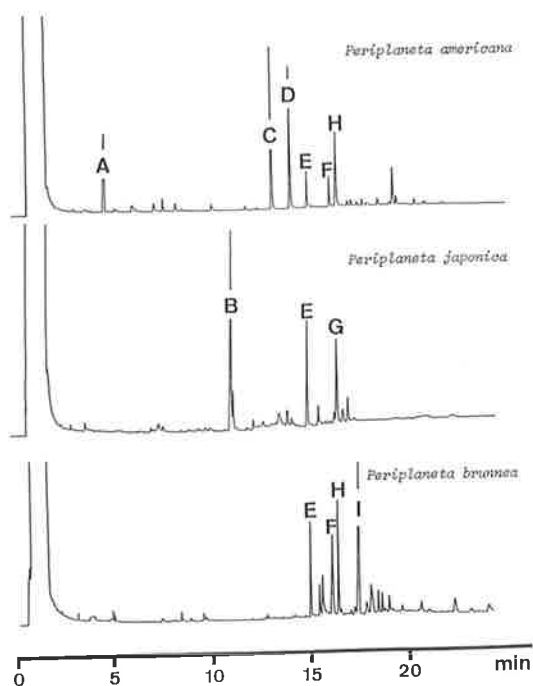 Periplaneta americana
A
C
D
E
F
H
Periplaneta japonica
B
E
G
Periplaneta brunnea
E
F
H
I
0 5 10 15 20 min